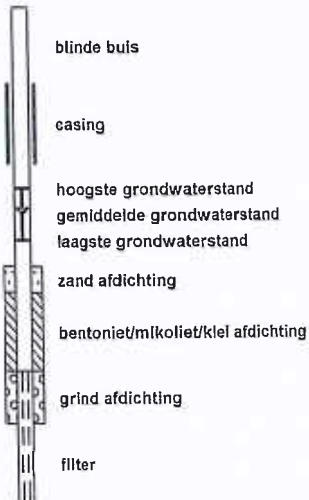 blinde buis
casing
hoogste grondwaterstand
gemiddelde grondwaterstand
laagste grondwaterstand
zand afdichting
bentoniet/mikoliet/klei afdichting
grind afdichting
filter